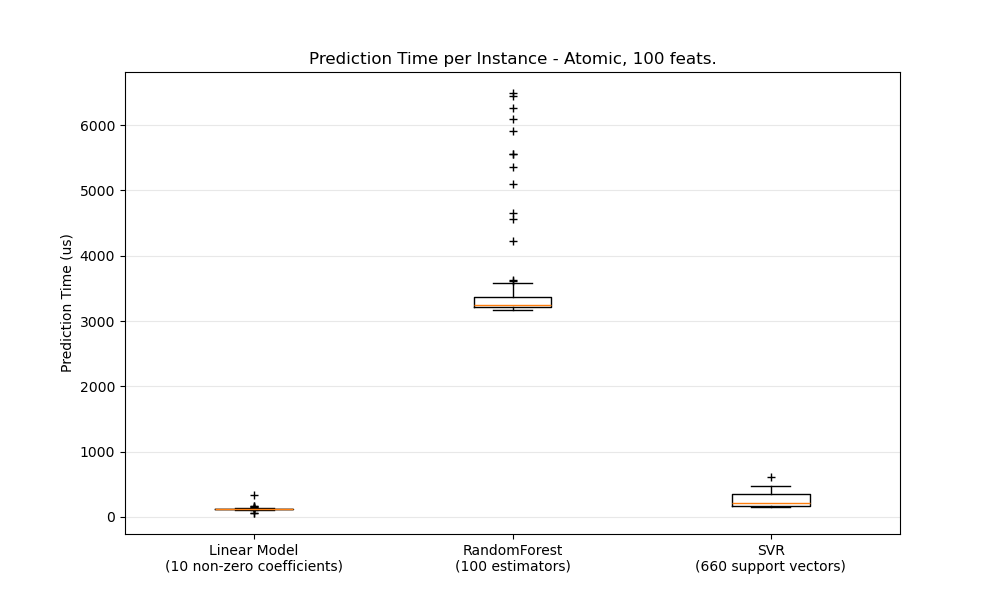 Prediction Time per Instance - Atomic, 100 feats.
Prediction Time (us)
6000
5000
4000
3000
2000
1000
0
Linear Model
(10 non-zero coefficients)
RandomForest
(100 estimators)
SVR
(660 support vectors)